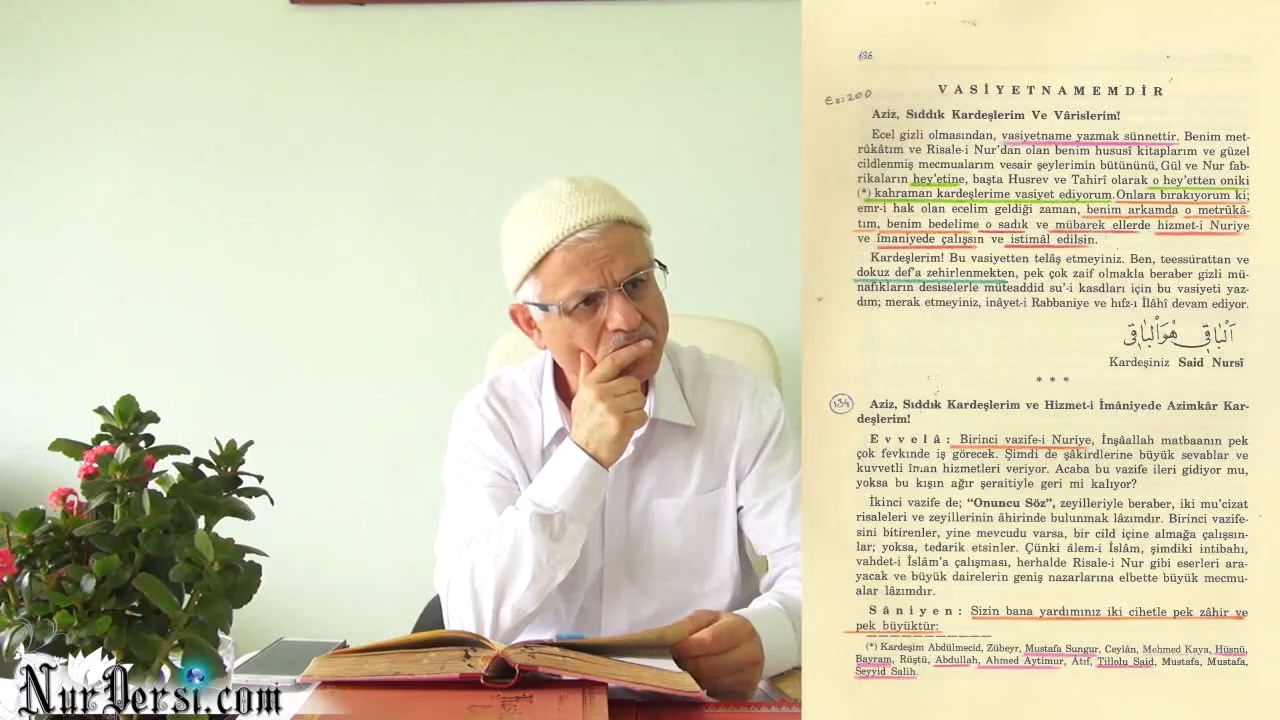 136
Es:200
VASİYETNAMEMDİR
Aziz, Sıddık Kardeşlerim Ve Vârislerim!
Ecel gizli olmasından, vasiyetname yazmak sünnettir. Benim met-
rûkâtım ve Risale-i Nur'dan olan benim hususî kitaplarım ve güzel
cildlenmiş mecmualarım vesair şeylerimin bütününü, Gül ve Nur fab-
rikaların hey'etine, başta Husrev ve Tahirî olarak o hey'etten oniki
(*) kahraman kardeşlerime vasiyet ediyorum. Onlara bırakıyorum ki;
emr-i hak olan ecelim geldiği zaman, benim arkamda o metrûkâ-
tım, benim bedelime o sadık ve mübarek ellerde hizmet-i Nuriye
ve imaniyede çalışsın ve istimâl edilsin.
Kardeşlerim! Bu vasiyetten telâş etmeyiniz. Ben, teessürattan ve
dokuz def'a zehirlenmekten, pek çok zaif olmakla beraber gizli mü-
nafıkların desiselerle müteaddid su'-i kasdları için bu vasiyeti yaz-
dım; merak etmeyiniz, inâyet-i Rabbaniye ve hıfz-ı İlâhî devam ediyor.
اَلْبَاقِى هُوَ الْبَاقِى
Kardeşiniz Said Nursî
* * *
134
Aziz, Sıddık Kardeşlerim ve Hizmet-i İmâniyede Azimkâr Kar-
deşlerim!
Evvelâ: Birinci vazife-i Nuriye, İnşâallah matbaanın pek
çok fevkinde iş görecek. Şimdi de şâkirdlerine büyük sevablar ve
kuvvetli iman hizmetleri veriyor. Acaba bu vazife ileri gidiyor mu,
yoksa bu kışın ağır şeraitiyle geri mi kalıyor?
İkinci vazife de; "Onuncu Söz", zeyilleriyle beraber, iki mu'cizat
risaleleri ve zeyillerinin âhirinde bulunmak lâzımdır. Birinci vazife-
sini bitirenler, yine mevcudu varsa, bir cild içine almağa çalışsın-
lar; yoksa, tedarik etsinler. Çünki âlem-i İslâm, şimdiki intibahı,
vahdet-i İslâm'a çalışması, herhalde Risale-i Nur gibi eserleri ara-
yacak ve büyük dairelerin geniş nazarlarına elbette büyük mecmu-
alar lâzımdır.
Sâniyen: Sizin bana yardımınız iki cihetle pek zâhir ve
pek büyüktür:
(*) Kardeşim Abdülmecid, Zübeyr, Mustafa Sungur, Ceylân, Mehmed Kaya, Hüsnü,
Bayram, Rüştü, Abdullah, Ahmed Aytimur, Atıf, Tillolu Said, Mustafa, Mustafa,
Seyyid Salih.
NurDersi.com